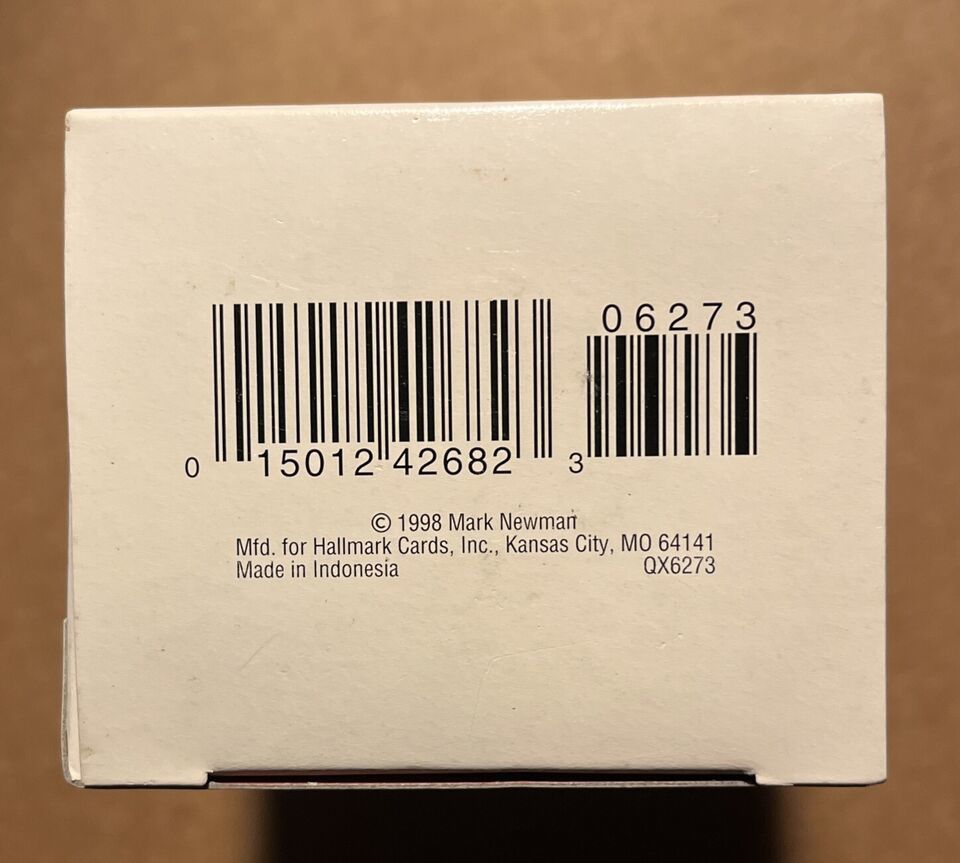 06273
0 15012 42682 3
© 1998 Mark Newman
Mfd. for Hallmark Cards, Inc., Kansas City, MO 64141
Made in Indonesia QX6273